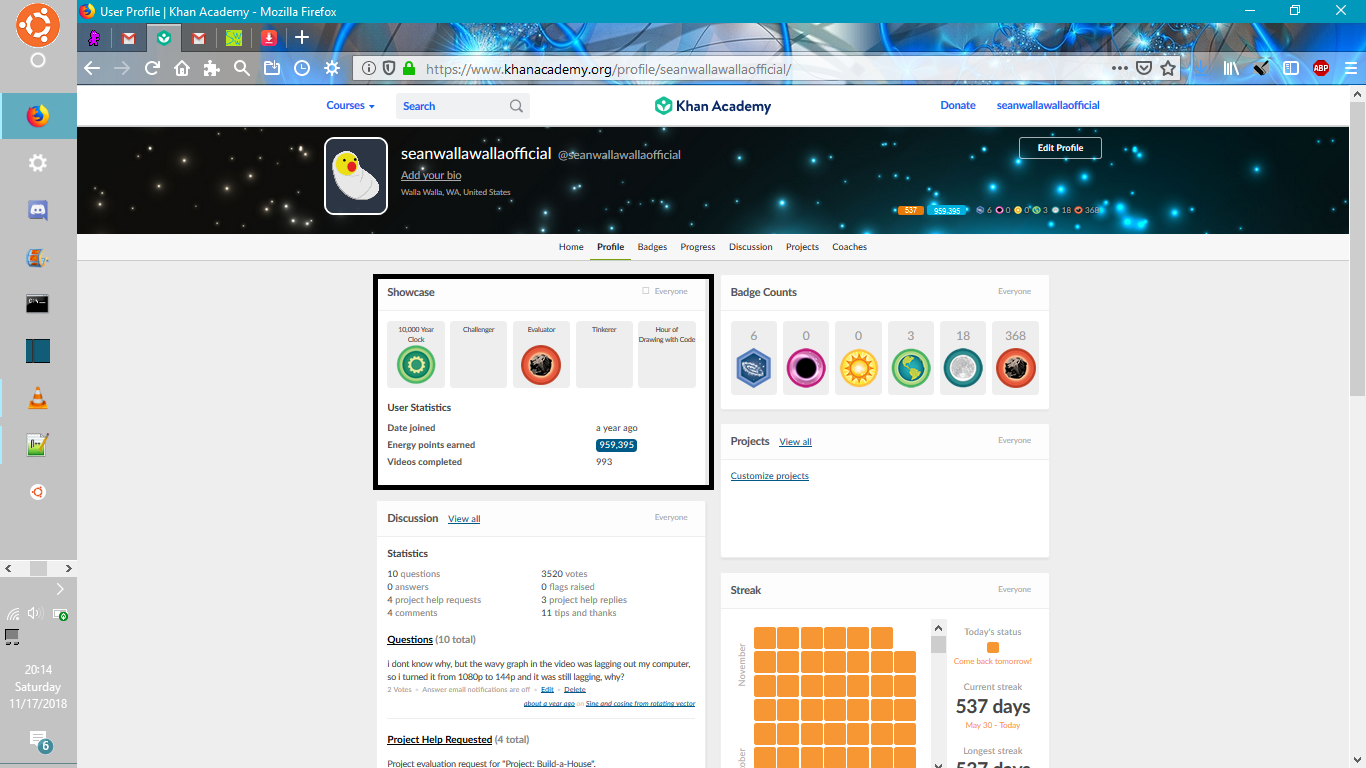 User Profile | Khan Academy - Mozilla Firefox
https://www.khanacademy.org/profile/seanwallawallaofficial/
ABP
Courses
Search
Khan Academy
Donate
seanwallawallaofficial
seanwallawallaofficial @seanwallawallaofficial
Add your bio
Walla Walla, WA, United States
Edit Profile
537 959,395 6 0 0 3 18 368
Home Profile Badges Progress Discussion Projects Coaches
Showcase
Everyone
10,000 Year
Clock
Challenger
Evaluator
Tinkerer
Hour of
Drawing with Code
User Statistics
Date joined a year ago
Energy points earned 959,395
Videos completed 993
Badge Counts
Everyone
6 0 0 3 18 368
Projects View all
Everyone
Customize projects
Discussion View all
Everyone
Statistics
10 questions 3520 votes
0 answers 0 flags raised
4 project help requests 3 project help replies
4 comments 11 tips and thanks
Questions (10 total)
i dont know why, but the wavy graph in the video was lagging out my computer,
so i turned it from 1080p to 144p and it was still lagging, why?
2 Votes • Answer email notifications are off • Edit • Delete
about a year ago on Sine and cosine from rotating vector
Project Help Requested (4 total)
Project evaluation request for "Project: Build-a-House".
Streak
Everyone
November
Today's status
Come back tomorrow!
Current streak
537 days
May 30 - Today
Longest streak
537 days
20:14
Saturday
11/17/2018
6